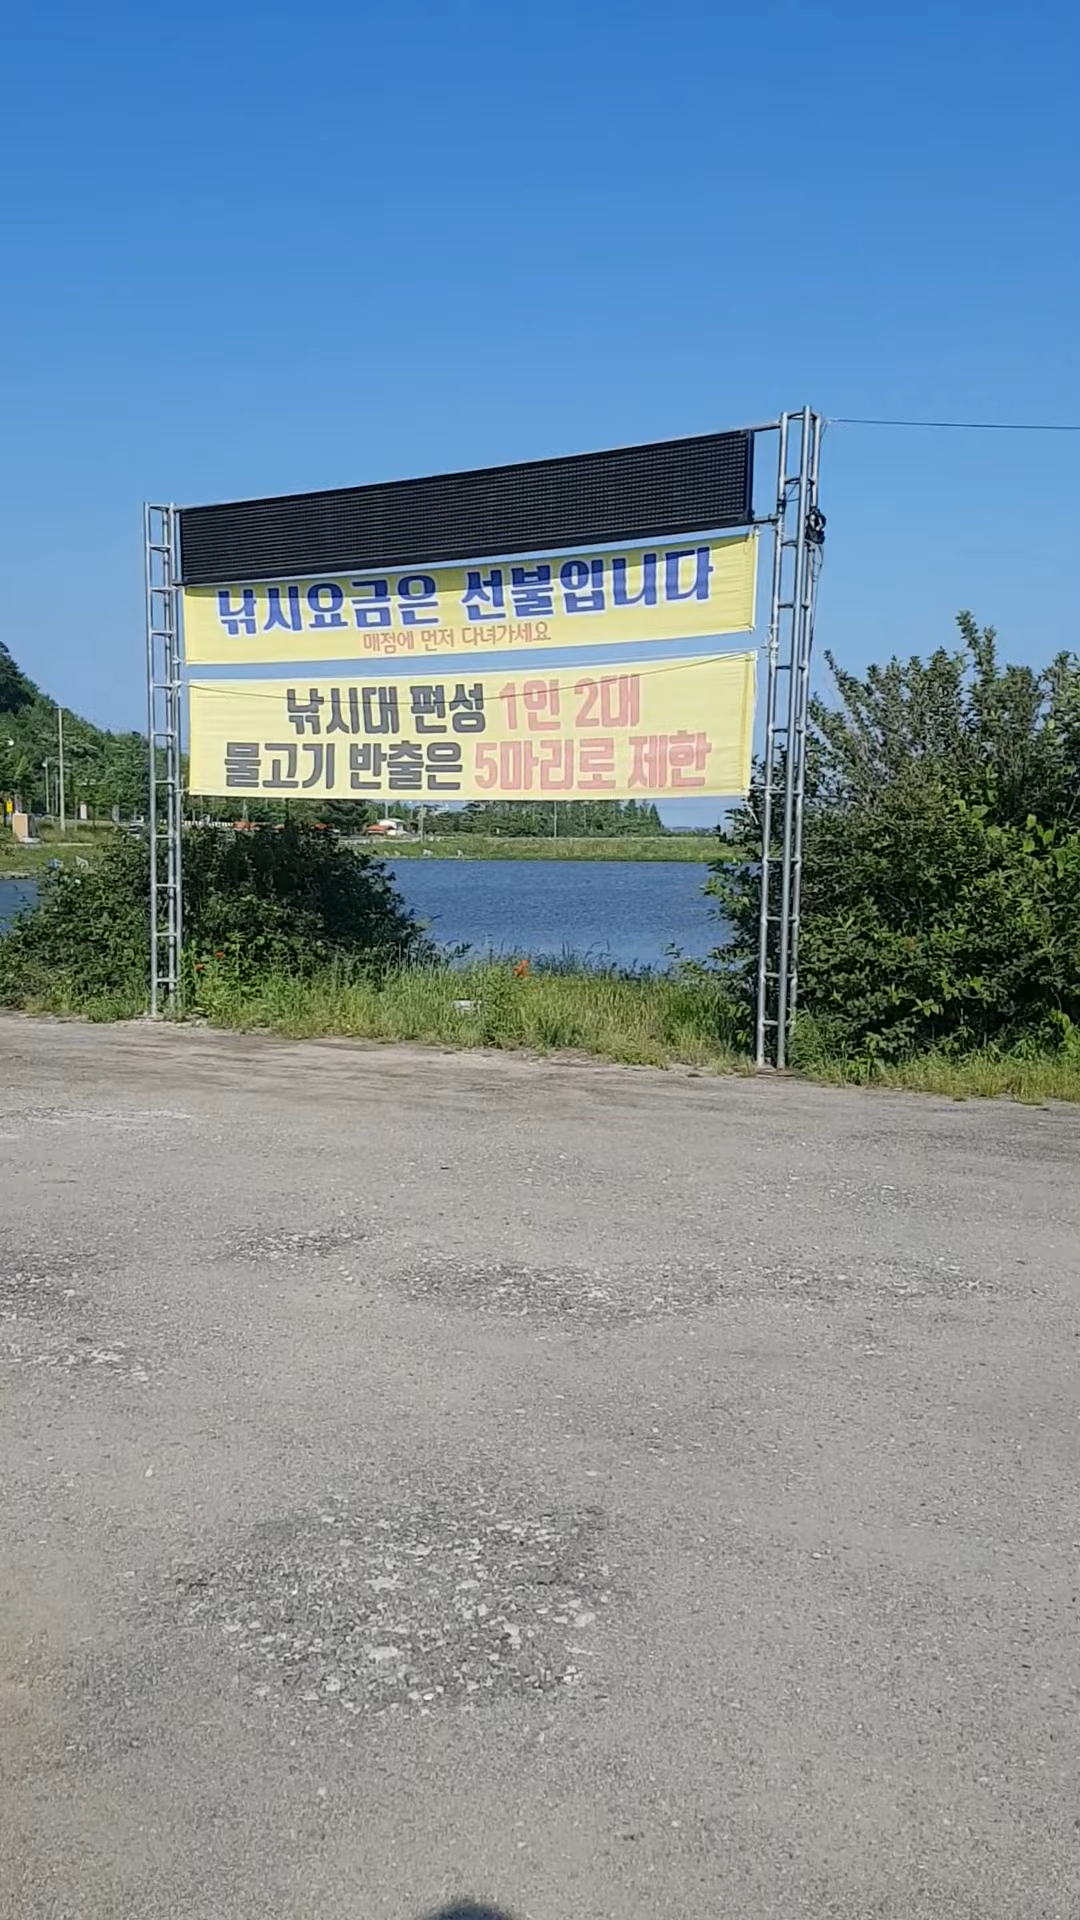 낚시요금은 선불입니다
매점에 먼저 다녀가세요
낚시대 편성 1인 2대
물고기 반출은 5마리로 제한